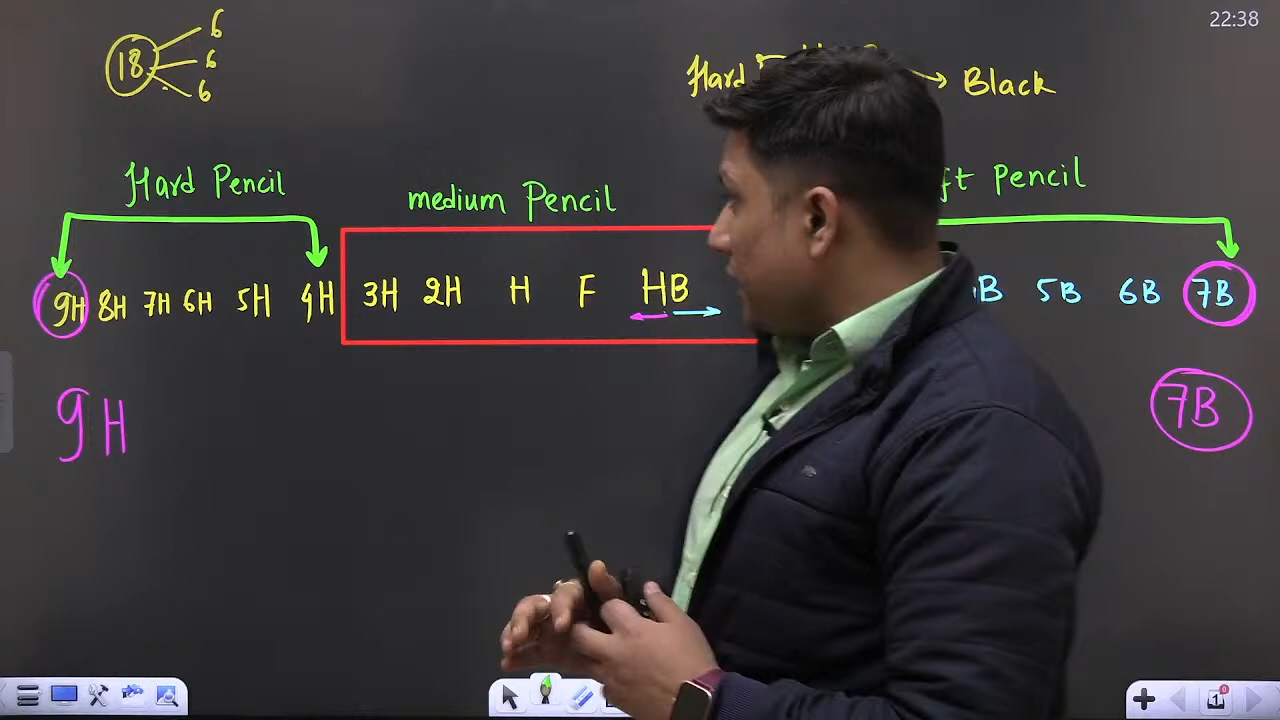 22:38
18 6 6 6
Hard Black
Hard Pencil medium Pencil Pencil
9H 8H 7H 6H 5H 4H 3H 2H H F HB 5B 6B 7B
9H 7B